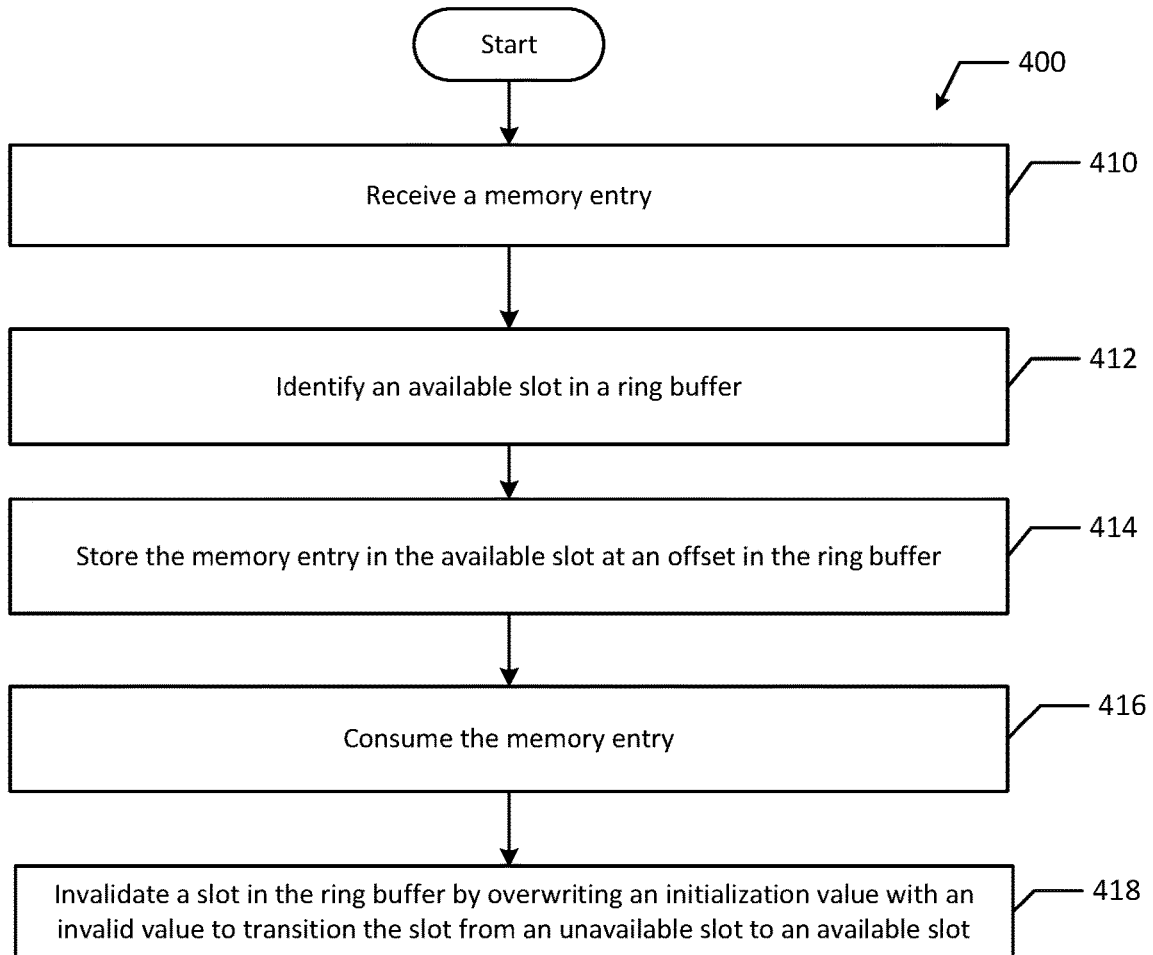 Start
400
Receive a memory entry
410
Identify an available slot in a ring buffer
412
Store the memory entry in the available slot at an offset in the ring buffer
414
Consume the memory entry
416
Invalidate a slot in the ring buffer by overwriting an initialization value with an
invalid value to transition the slot from an unavailable slot to an available slot
418